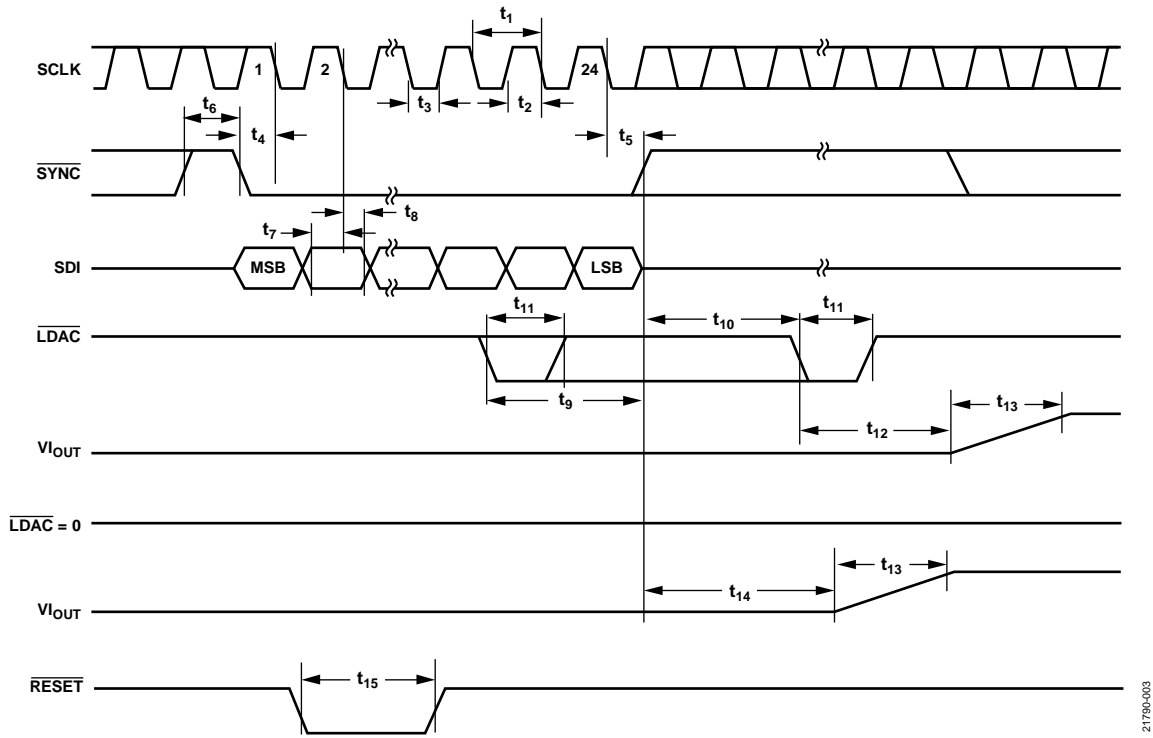 t1
SCLK
1
2
24
t6
t4
t3
t2
t5
SYNC
t7
t8
SDI
MSB
LSB
t11
t10
t11
LDAC
t9
t12
t13
VIOUT
LDAC = 0
t13
t14
VIOUT
RESET
t15
21790-003